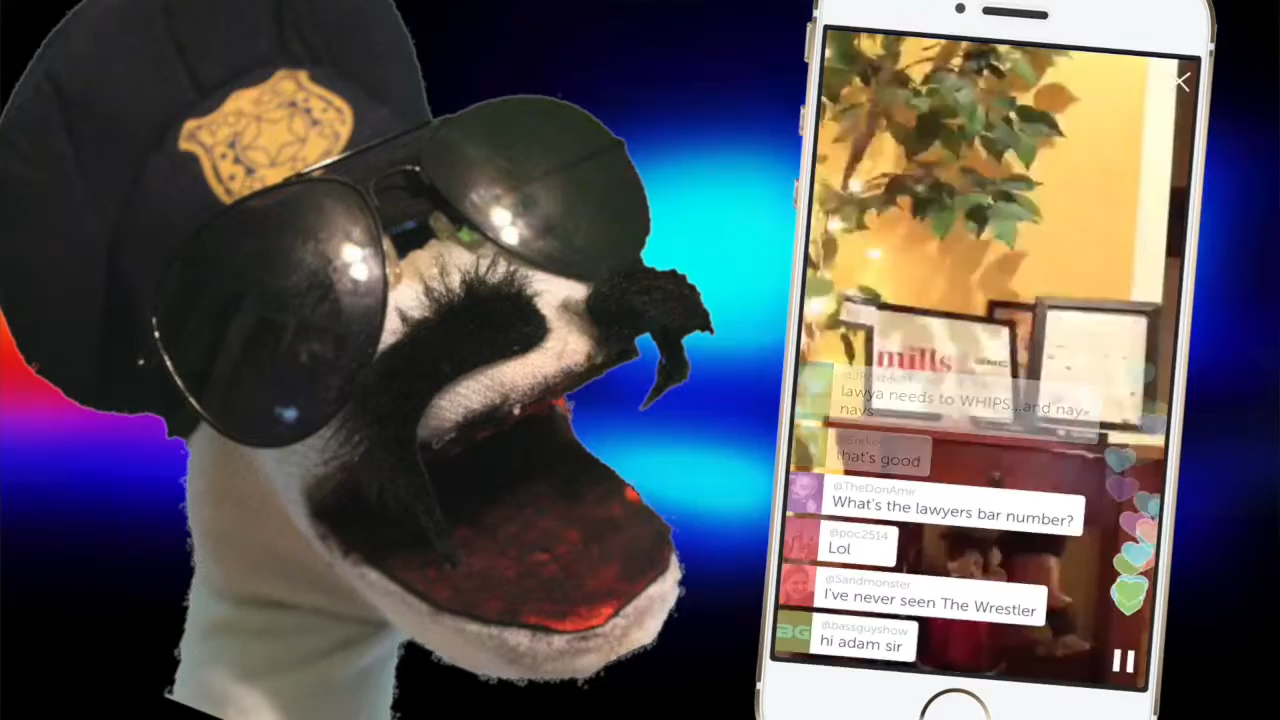 mills
lawya needs to WHIPS...and nay-
nays
that's good
@TheDonAmir
What's the lawyers bar number?
@poc2514
Lol
@Sandmonster
I've never seen The Wrestler
BG
@bassguyshow
hi adam sir